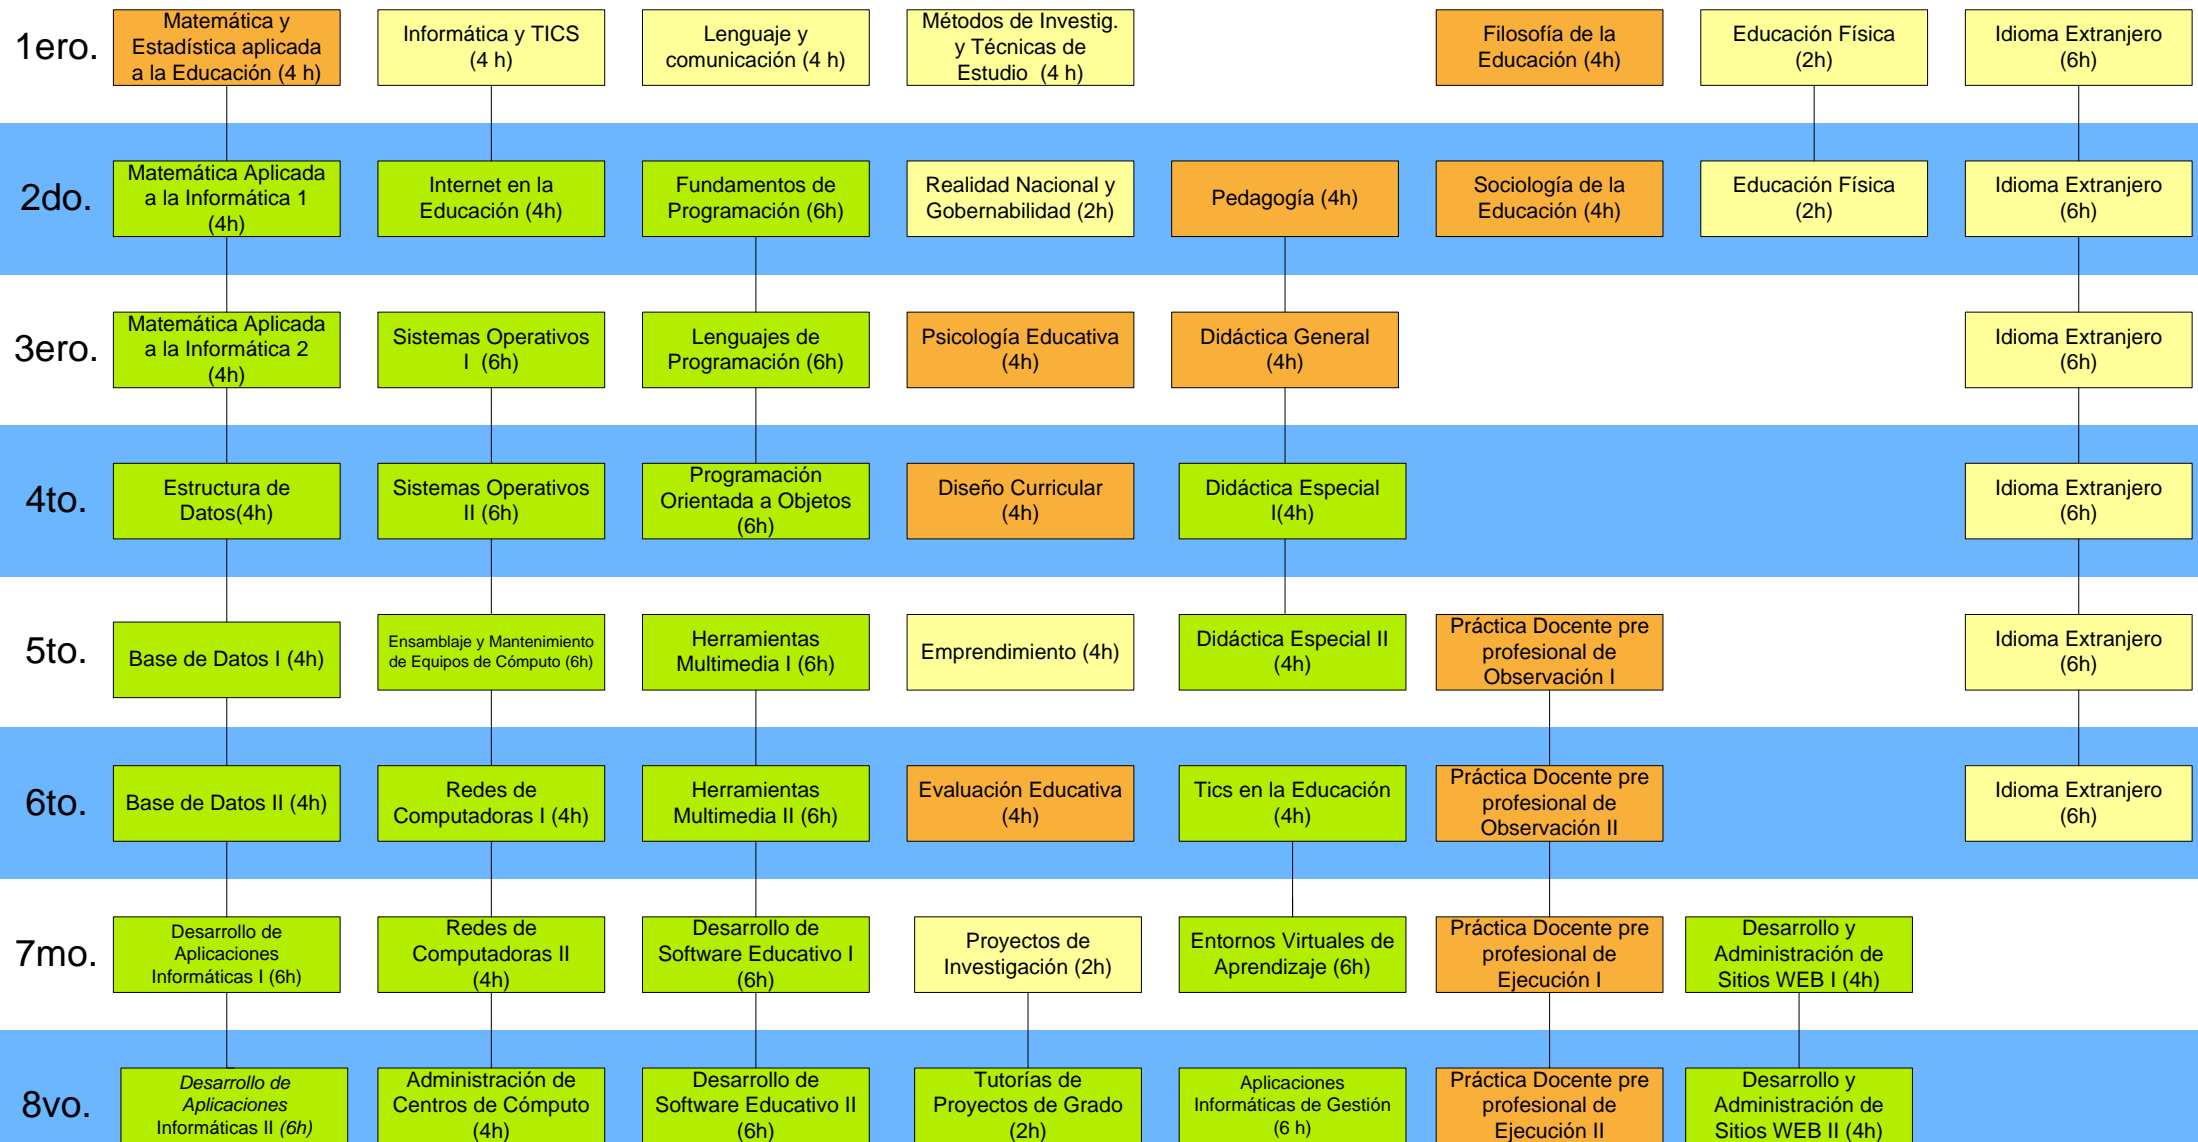 1ero.
Matemática y
Estadística aplicada
a la Educación (4 h)
Informática y TICS
(4 h)
Lenguaje y
comunicación (4 h)
Métodos de Investig.
y Técnicas de
Estudio (4 h)
Filosofía de la
Educación (4h)
Educación Física
(2h)
Idioma Extranjero
(6h)
2do.
Matemática Aplicada
a la Informática 1
(4h)
Internet en la
Educación (4h)
Fundamentos de
Programación (6h)
Realidad Nacional y
Gobernabilidad (2h)
Pedagogía (4h)
Sociología de la
Educación (4h)
Educación Física
(2h)
Idioma Extranjero
(6h)
3ero.
Matemática Aplicada
a la Informática 2
(4h)
Sistemas Operativos
I (6h)
Lenguajes de
Programación (6h)
Psicología Educativa
(4h)
Didáctica General
(4h)
Idioma Extranjero
(6h)
4to.
Estructura de
Datos(4h)
Sistemas Operativos
II (6h)
Programación
Orientada a Objetos
(6h)
Diseño Curricular
(4h)
Didáctica Especial
I(4h)
Idioma Extranjero
(6h)
5to.
Base de Datos I (4h)
Ensamblaje y Mantenimiento
de Equipos de Cómputo (6h)
Herramientas
Multimedia I (6h)
Emprendimiento (4h)
Didáctica Especial II
(4h)
Práctica Docente pre
profesional de
Observación I
Idioma Extranjero
(6h)
6to.
Base de Datos II (4h)
Redes de
Computadoras I (4h)
Herramientas
Multimedia II (6h)
Evaluación Educativa
(4h)
Tics en la Educación
(4h)
Práctica Docente pre
profesional de
Observación II
Idioma Extranjero
(6h)
7mo.
Desarrollo de
Aplicaciones
Informáticas I (6h)
Redes de
Computadoras II
(4h)
Desarrollo de
Software Educativo I
(6h)
Proyectos de
Investigación (2h)
Entornos Virtuales de
Aprendizaje (6h)
Práctica Docente pre
profesional de
Ejecución I
Desarrollo y
Administración de
Sitios WEB I (4h)
8vo.
Desarrollo de
Aplicaciones
Informáticas II (6h)
Administración de
Centros de Cómputo
(4h)
Desarrollo de
Software Educativo II
(6h)
Tutorías de
Proyectos de Grado
(2h)
Aplicaciones
Informáticas de Gestión
(6 h)
Práctica Docente pre
profesional de
Ejecución II
Desarrollo y
Administración de
Sitios WEB II (4h)